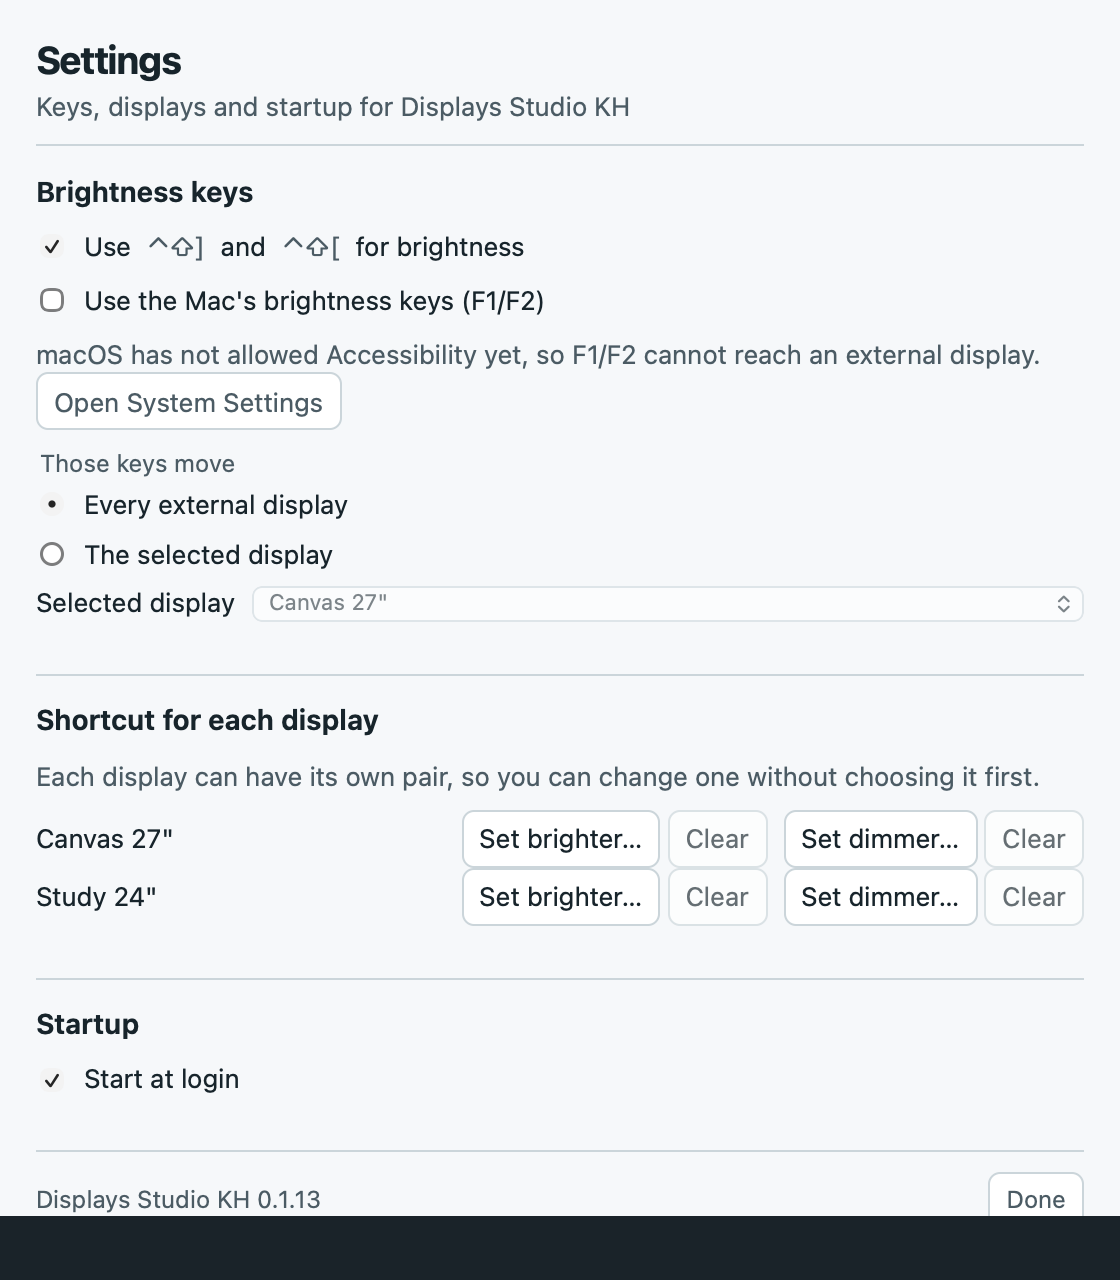 Settings
Keys, displays and startup for Displays Studio KH
Brightness keys
Use ⌃⇧] and ⌃⇧[ for brightness
Use the Mac's brightness keys (F1/F2)
macOS has not allowed Accessibility yet, so F1/F2 cannot reach an external display.
Open System Settings
Those keys move
Every external display
The selected display
Selected display Canvas 27"
Shortcut for each display
Each display can have its own pair, so you can change one without choosing it first.
Canvas 27" Set brighter... Clear Set dimmer... Clear
Study 24" Set brighter... Clear Set dimmer... Clear
Startup
Start at login
Displays Studio KH 0.1.13 Done